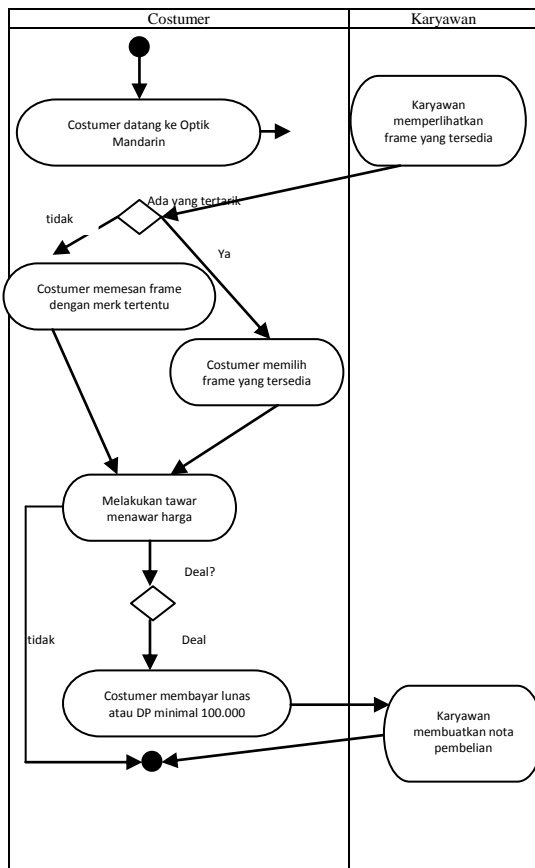 Costumer
Karyawan
Costumer datang ke Optik
Mandarin
Karyawan
memperlihatkan
frame yang tersedia
Ada yang tertarik
tidak
Ya
Costumer memesan frame
dengan merk tertentu
Costumer memilih
frame yang tersedia
Melakukan tawar
menawar harga
Deal?
tidak
Deal
Costumer membayar lunas
atau DP minimal 100.000
Karyawan
membuatkan nota
pembelian